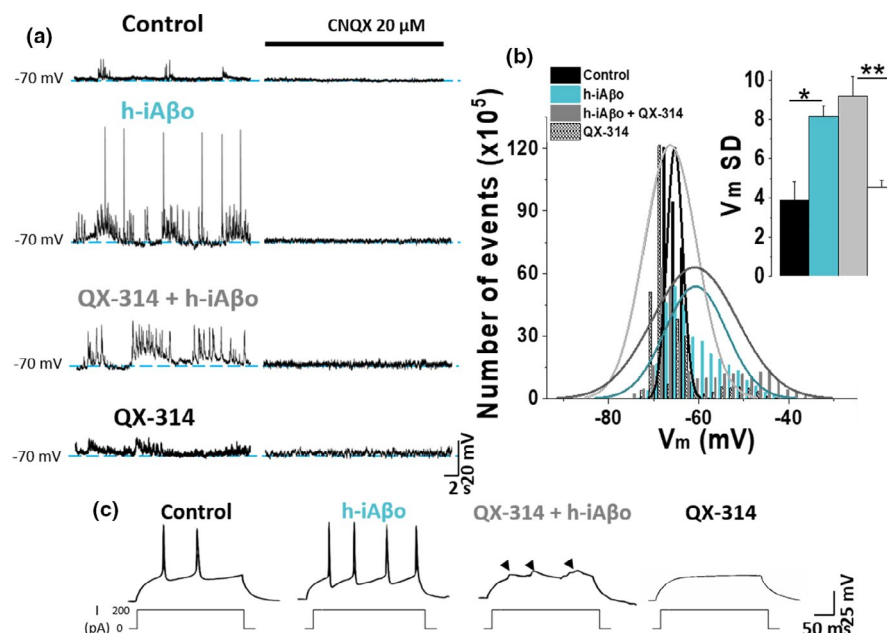 (a)
Control
CNQX 20 µM
-70 mV
h-iAβo
-70 mV
QX-314 + h-iAβo
-70 mV
QX-314
-70 mV
20 mV
2 s
(b)
Control
h-iAβo
h-iAβo + QX-314
QX-314
Number of events (x10⁵)
120
90
60
30
0
-80
-60
-40
Vm (mV)
Vm SD
10
8
6
4
2
0
*
**
(c)
Control
h-iAβo
QX-314 + h-iAβo
QX-314
I
(pA)
200
0
25 mV
50 ms